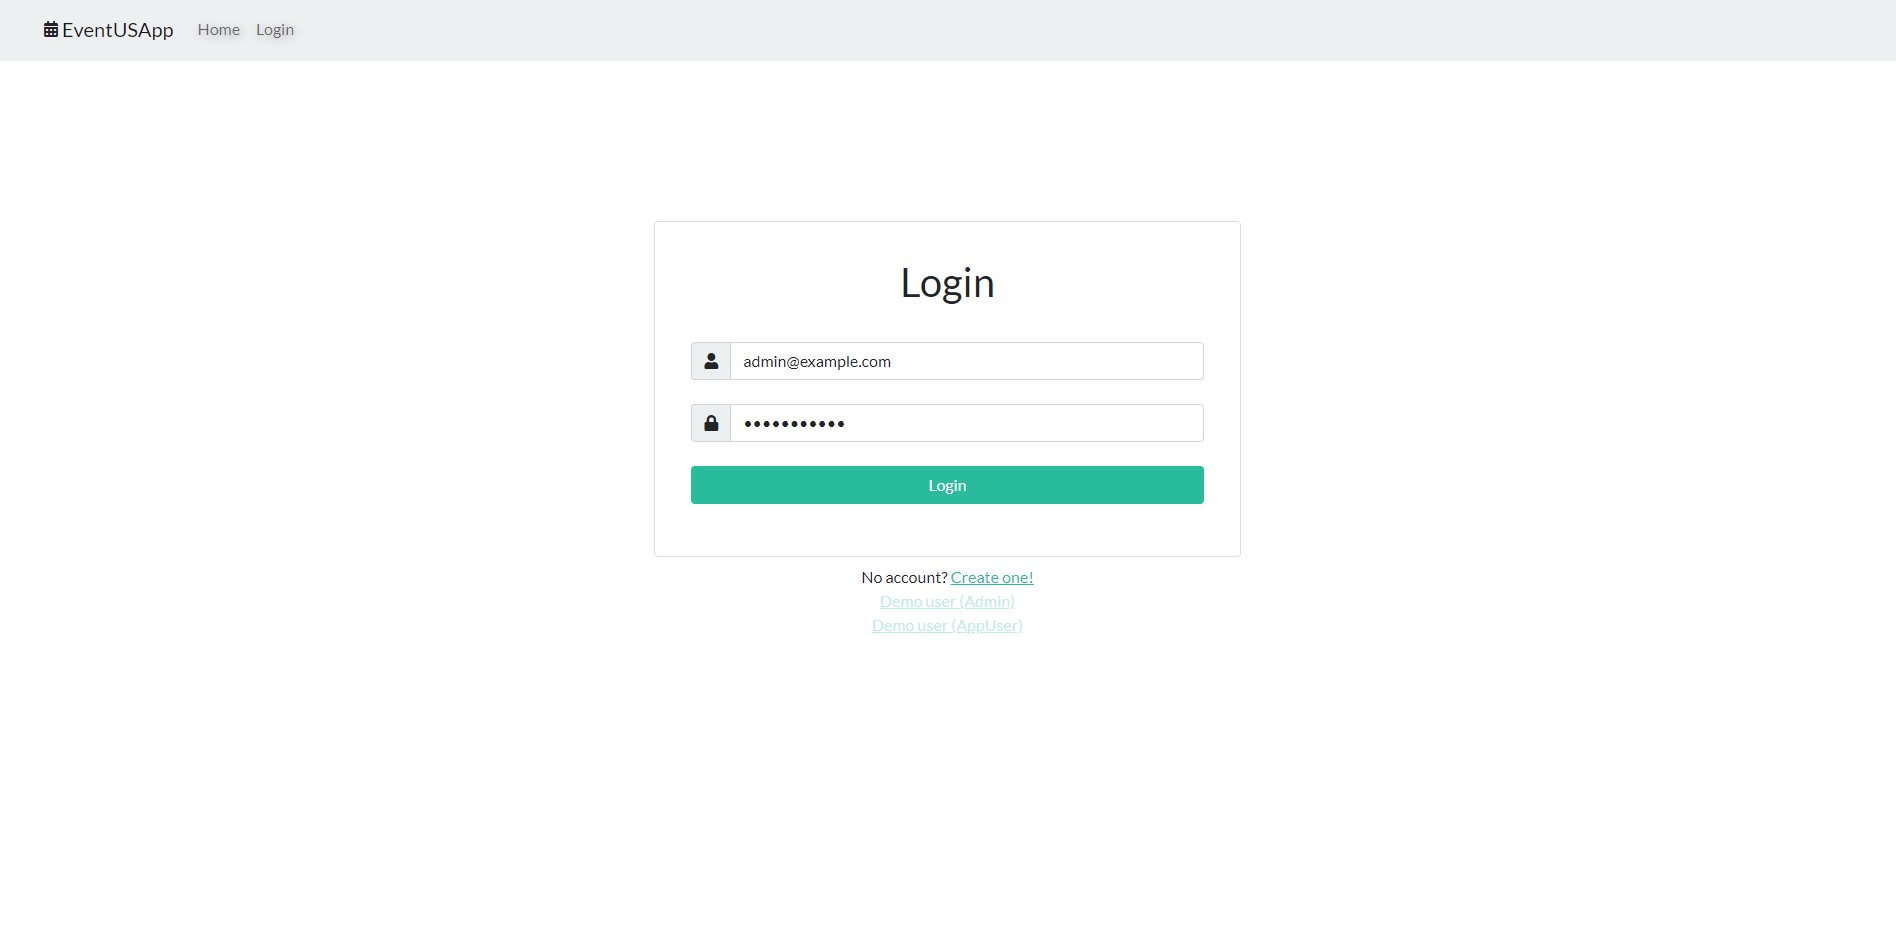 EventUSApp Home Login
Login
admin@example.com
•••••••••••
Login
No account? Create one!
Demo user (Admin)
Demo user (AppUser)